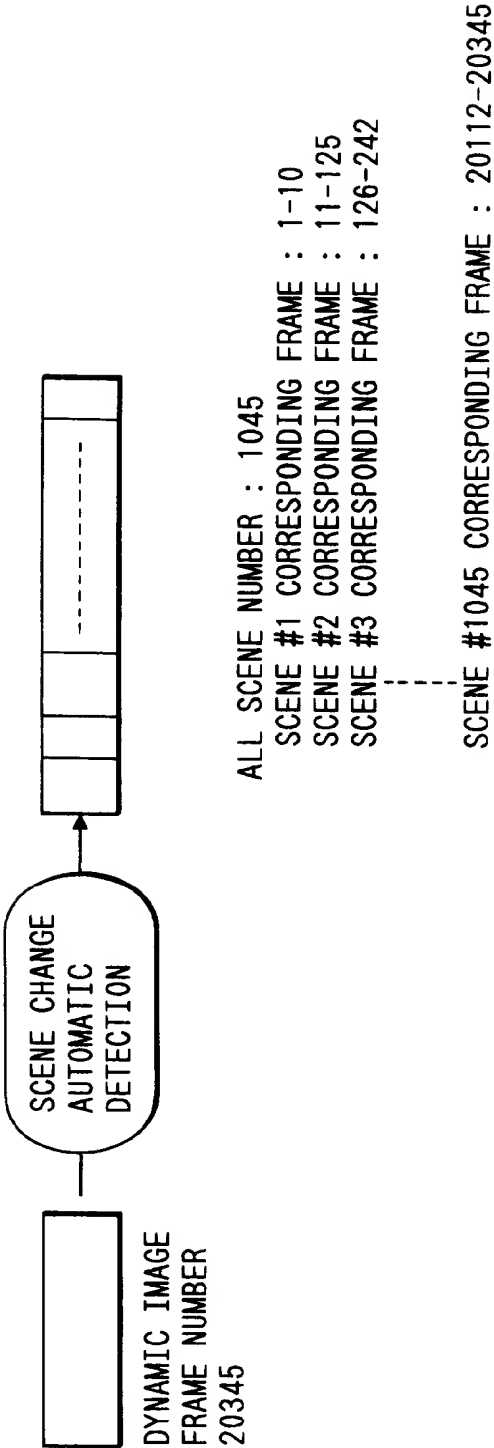 DYNAMIC IMAGE
FRAME NUMBER
20345
SCENE CHANGE
AUTOMATIC
DETECTION
ALL SCENE NUMBER : 1045
SCENE #1 CORRESPONDING FRAME : 1-10
SCENE #2 CORRESPONDING FRAME : 11-125
SCENE #3 CORRESPONDING FRAME : 126-242
SCENE #1045 CORRESPONDING FRAME : 20112-20345